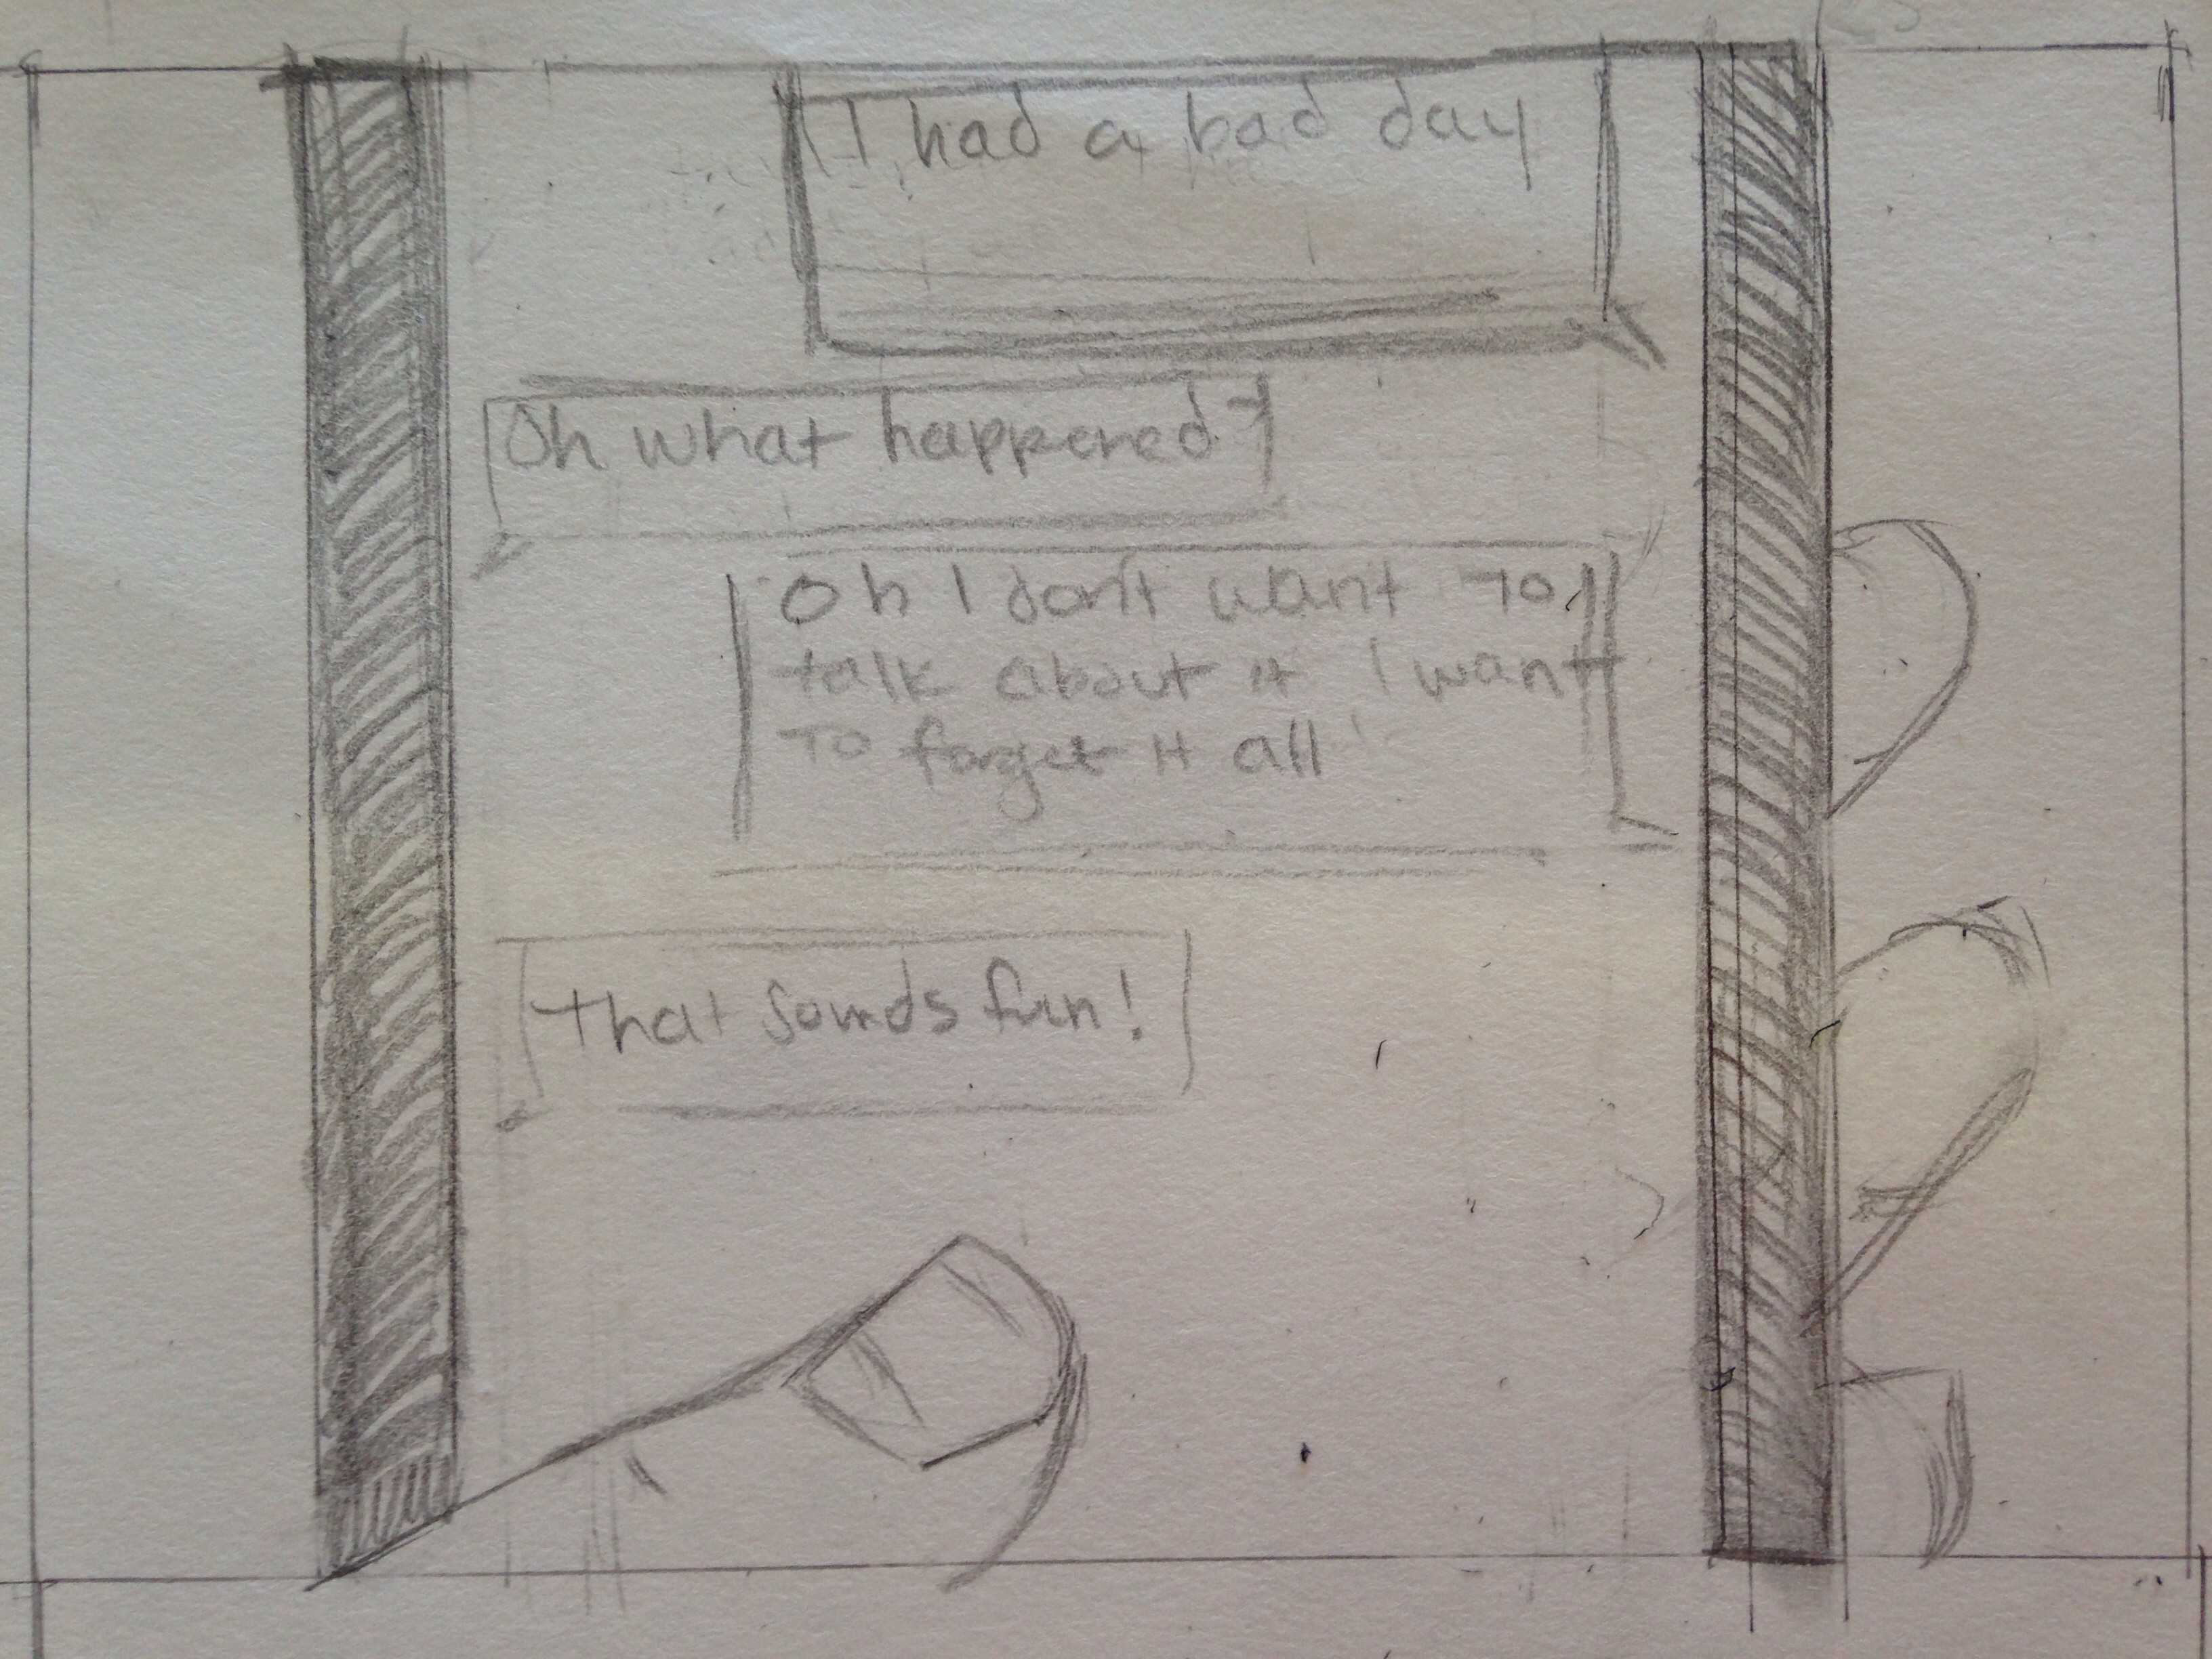 I had a bad day
Oh what happened?
Oh I don't want to
talk about it I want
to forget it all
That sounds fun!